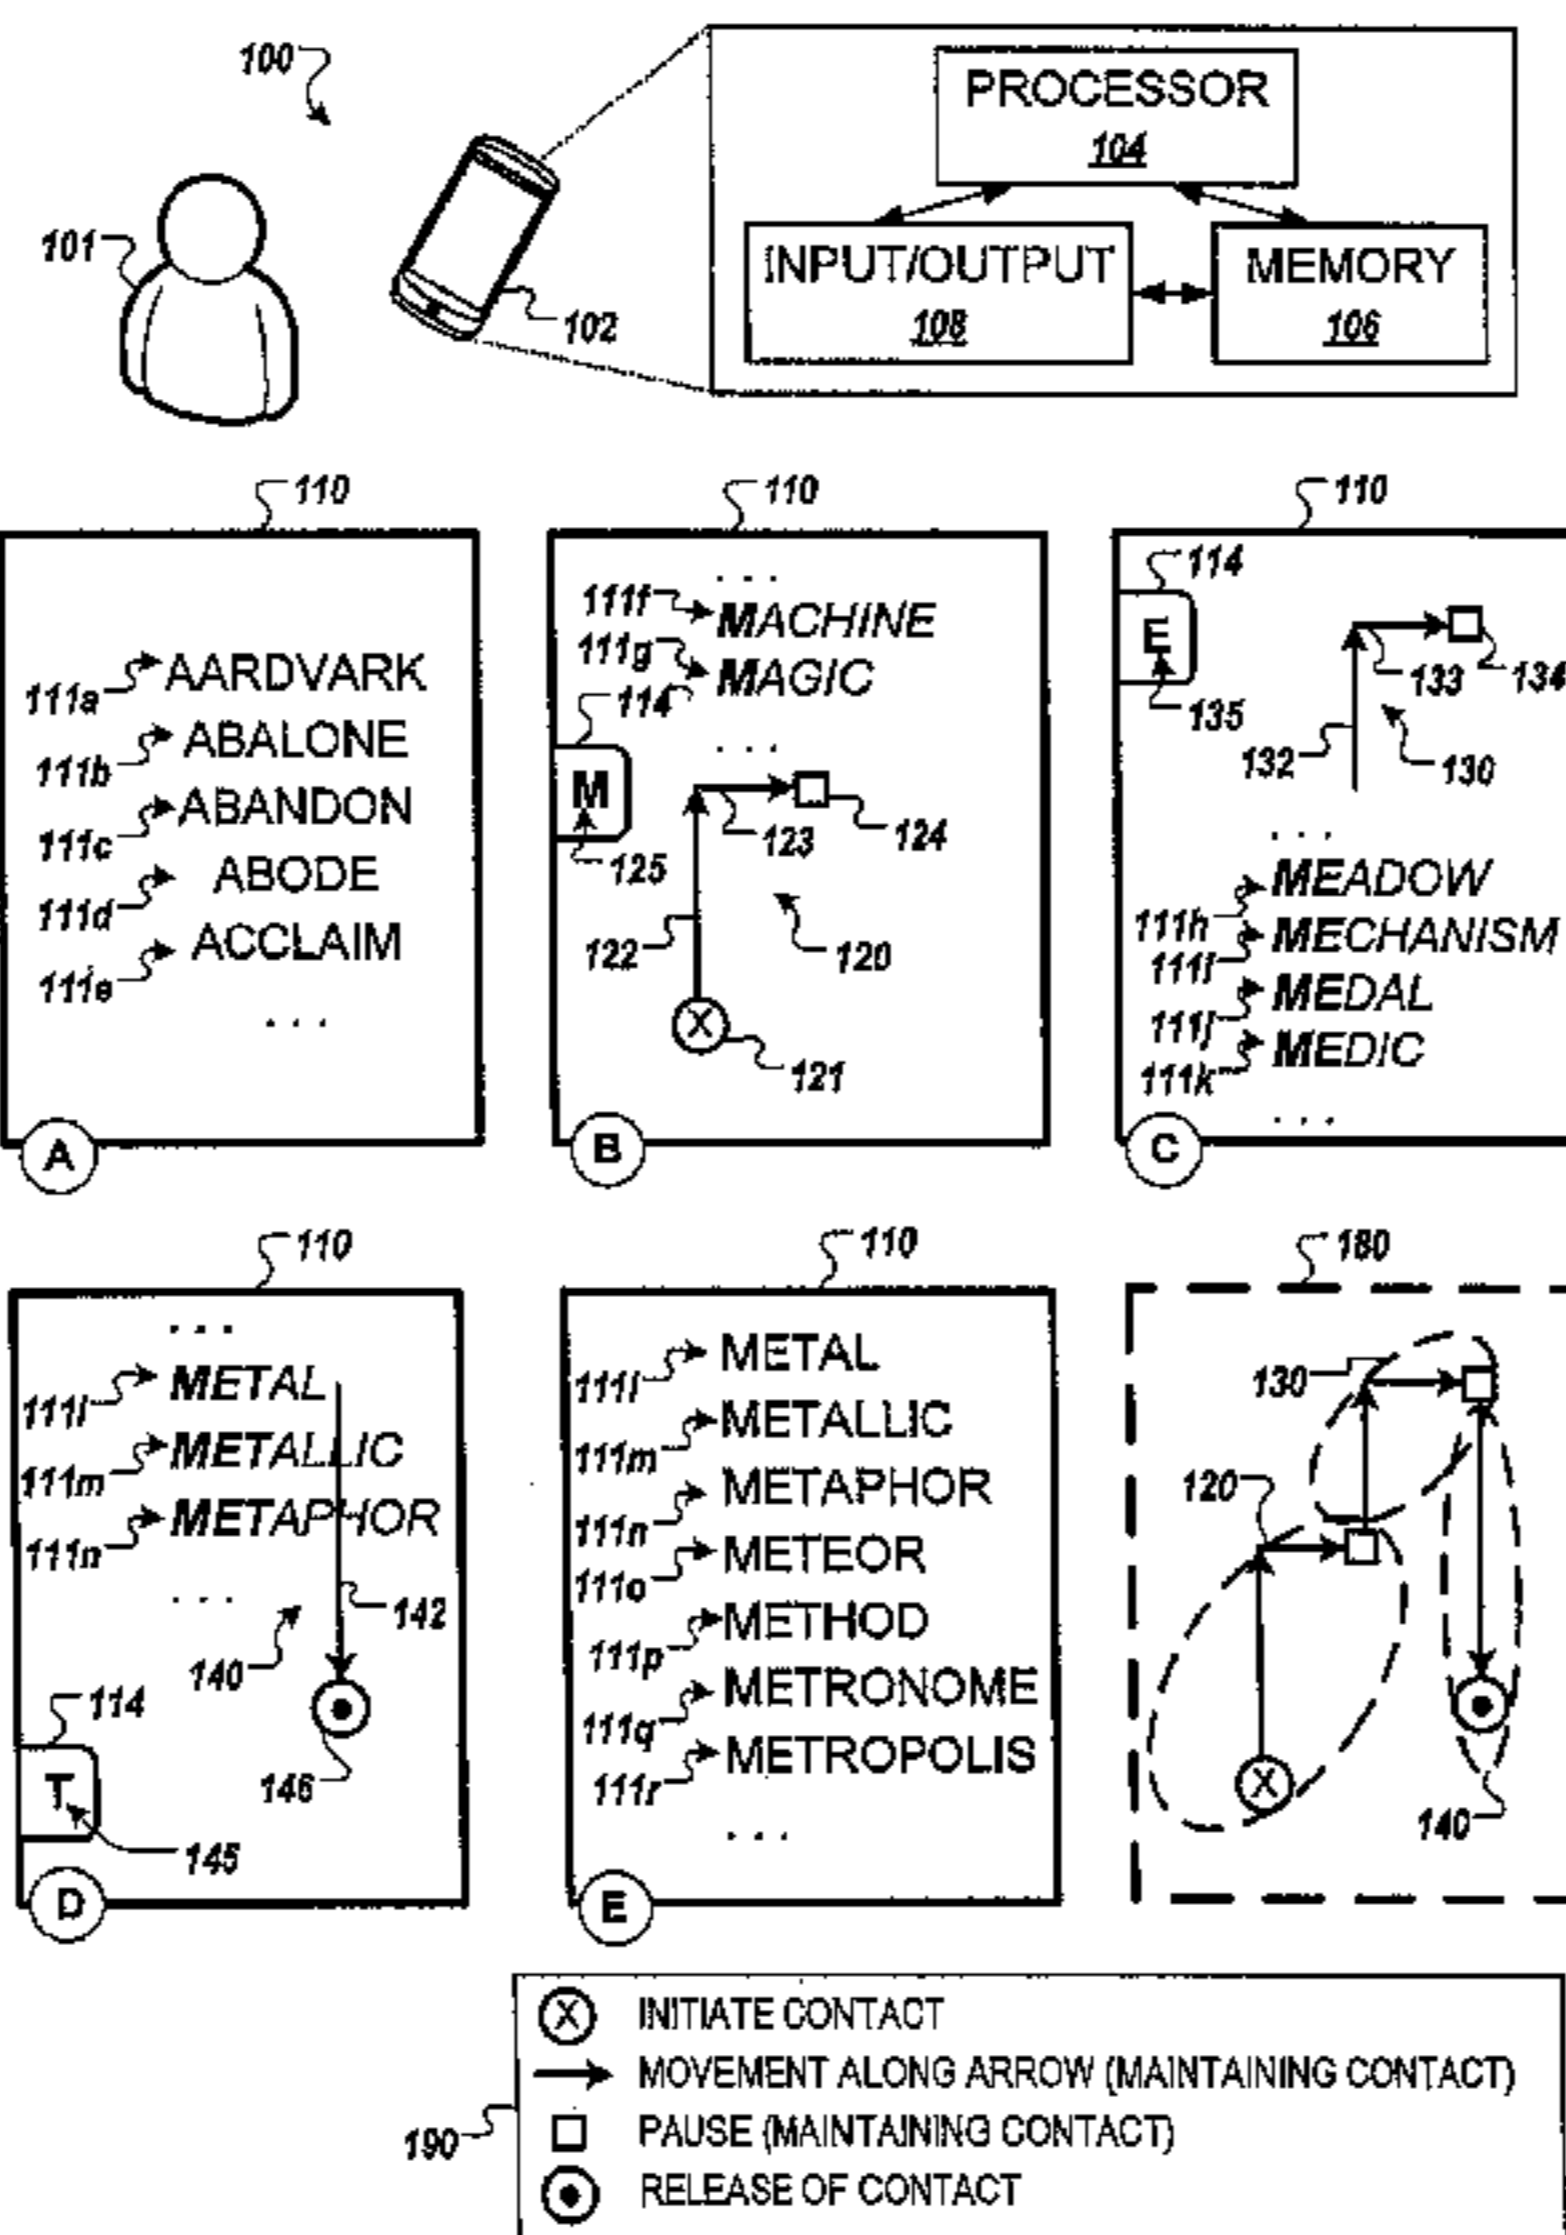 100
PROCESSOR
104
101
INPUT/OUTPUT
108
MEMORY
106
102
110
111a AARDVARK
111b ABALONE
111c ABANDON
111d ABODE
111e ACCLAIM
...
A
110
...
111f MACHINE
111g MAGIC
114
...
M
125
123
124
122
120
X
121
B
110
114
E
135
133
134
132
130
...
111h MEADOW
111i MECHANISM
111j MEDAL
111k MEDIC
...
C
110
...
111l METAL
111m METALLIC
111n METAPHOR
...
142
140
114
T
146
145
D
110
111l METAL
111m METALLIC
111n METAPHOR
111o METEOR
111p METHOD
111q METRONOME
111r METROPOLIS
...
E
180
130
120
X
140
190
X INITIATE CONTACT
MOVEMENT ALONG ARROW (MAINTAINING CONTACT)
PAUSE (MAINTAINING CONTACT)
RELEASE OF CONTACT